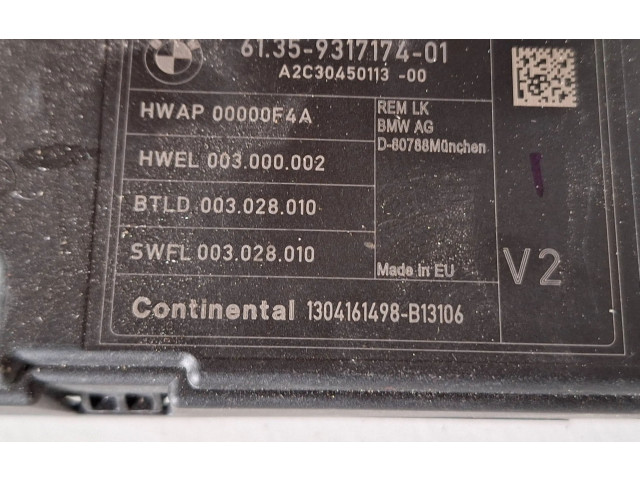 61.35-9317174-01
A2C30450113 -00
HWAP 00000F4A
HWEL 003.000.002
BTLD 003.028.010
SWFL 003.028.010
REM LK
BMW AG
D-80788München
Made in EU
V2
Continental 1304161498-B13106